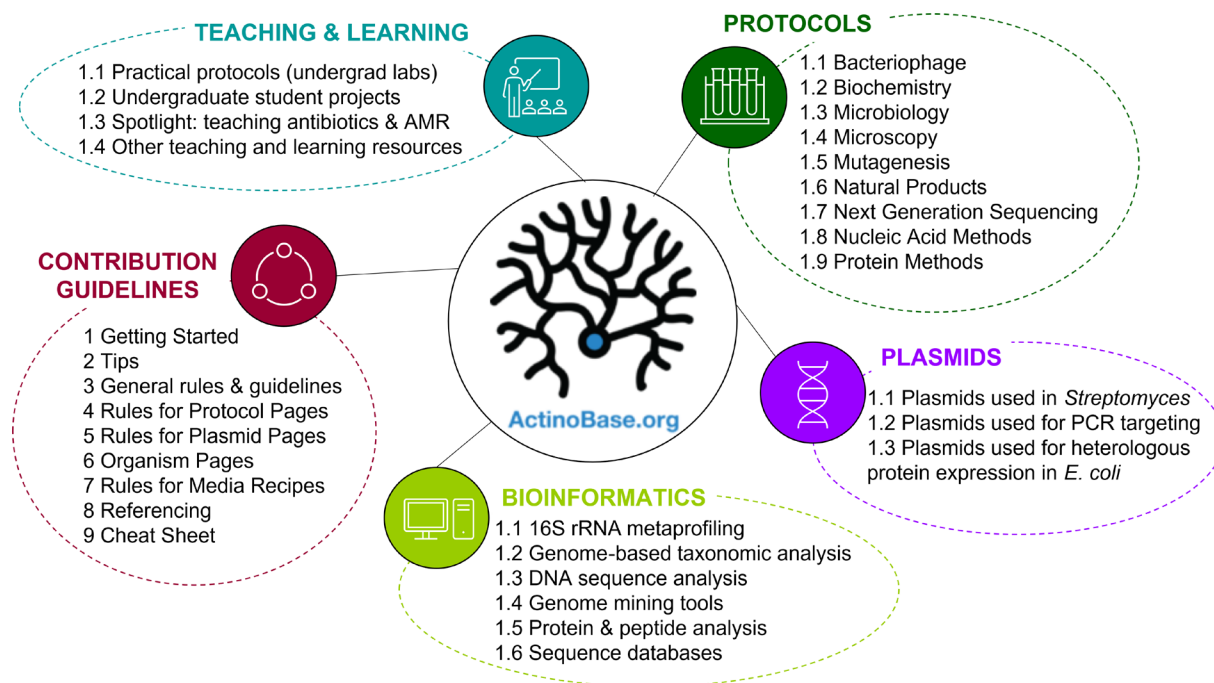 TEACHING & LEARNING
1.1 Practical protocols (undergrad labs)
1.2 Undergraduate student projects
1.3 Spotlight: teaching antibiotics & AMR
1.4 Other teaching and learning resources
PROTOCOLS
1.1 Bacteriophage
1.2 Biochemistry
1.3 Microbiology
1.4 Microscopy
1.5 Mutagenesis
1.6 Natural Products
1.7 Next Generation Sequencing
1.8 Nucleic Acid Methods
1.9 Protein Methods
CONTRIBUTION
GUIDELINES
1 Getting Started
2 Tips
3 General rules & guidelines
4 Rules for Protocol Pages
5 Rules for Plasmid Pages
6 Organism Pages
7 Rules for Media Recipes
8 Referencing
9 Cheat Sheet
ActinoBase.org
PLASMIDS
1.1 Plasmids used in Streptomyces
1.2 Plasmids used for PCR targeting
1.3 Plasmids used for heterologous
protein expression in E. coli
BIOINFORMATICS
1.1 16S rRNA metaprofiling
1.2 Genome-based taxonomic analysis
1.3 DNA sequence analysis
1.4 Genome mining tools
1.5 Protein & peptide analysis
1.6 Sequence databases